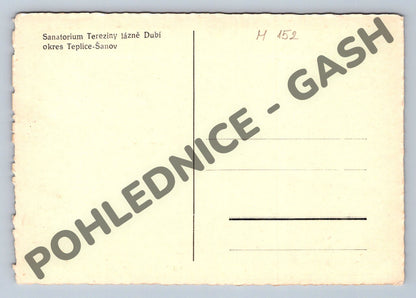 Sanatorium Tereziny lázně Dubí
okres Teplice-Šanov
M 152
POHLEDNICE - GASH